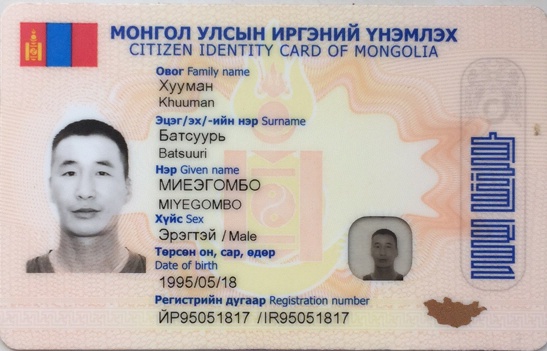 МОНГОЛ УЛСЫН ИРГЭНИЙ ҮНЭМЛЭХ
CITIZEN IDENTITY CARD OF MONGOLIA
Овог Family name
Хууман
Khuuman
Эцэг/эх/-ийн нэр Surname
Батсуурь
Batsuuri
Нэр Given name
МИЕЭГОМБО
MIYEGOMBO
Хүйс Sex
Эрэгтэй / Male
Төрсөн он, сар, өдөр
Date of birth
1995/05/18
Регистрийн дугаар Registration number
ЙР95051817 /IR95051817